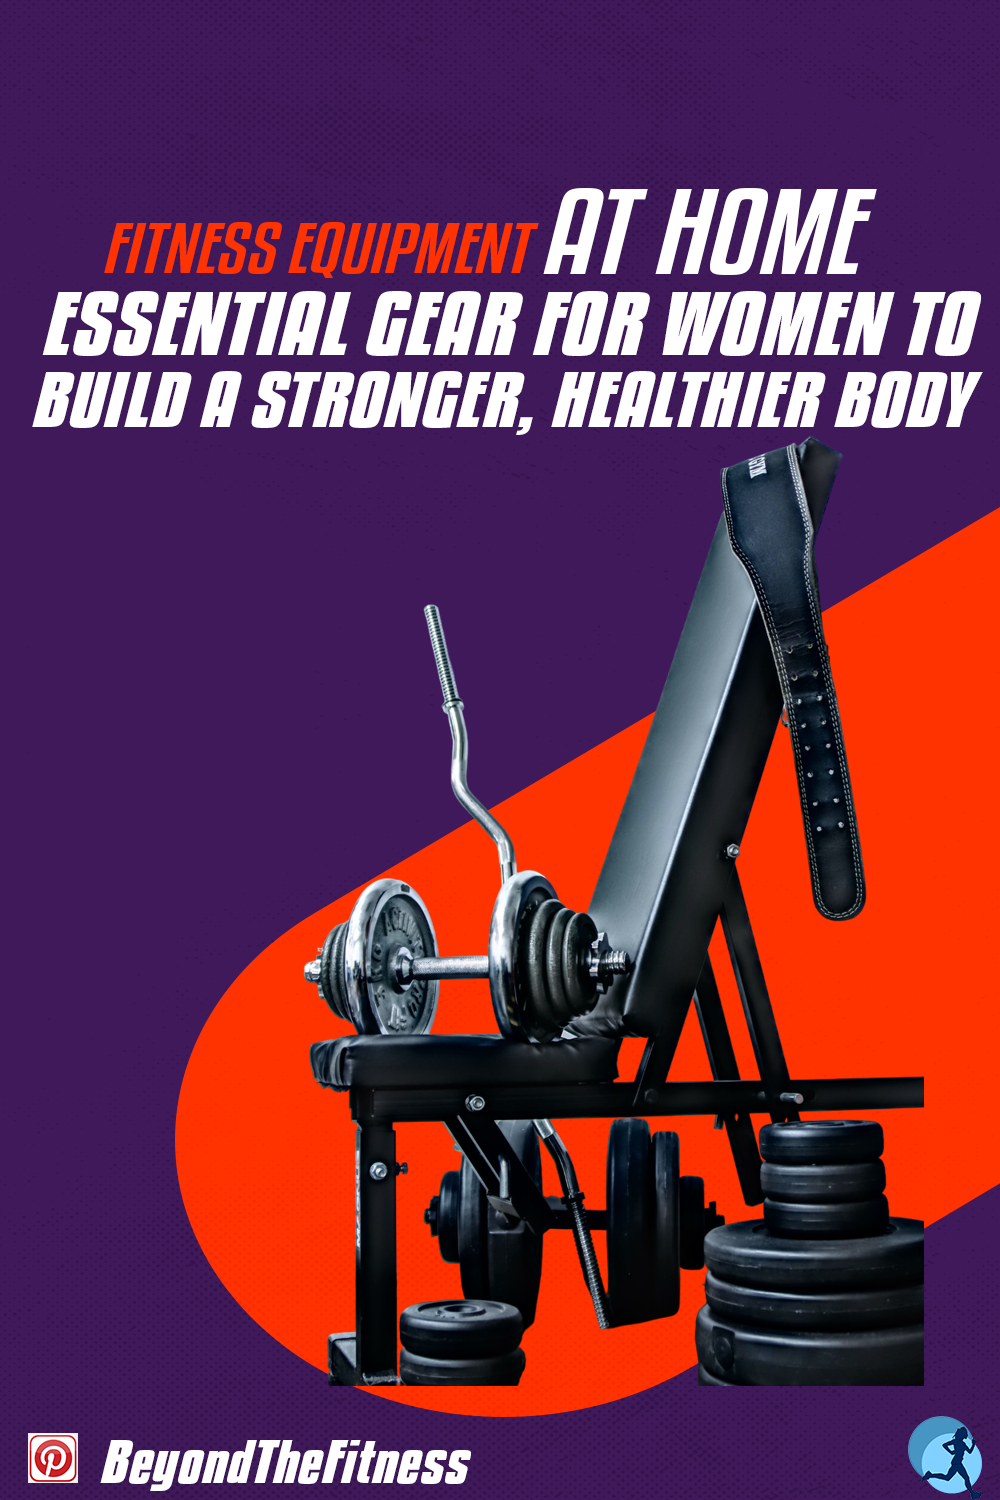 FITNESS EQUIPMENT AT HOME
ESSENTIAL GEAR FOR WOMEN TO
BUILD A STRONGER, HEALTHIER BODY
BeyondTheFitness